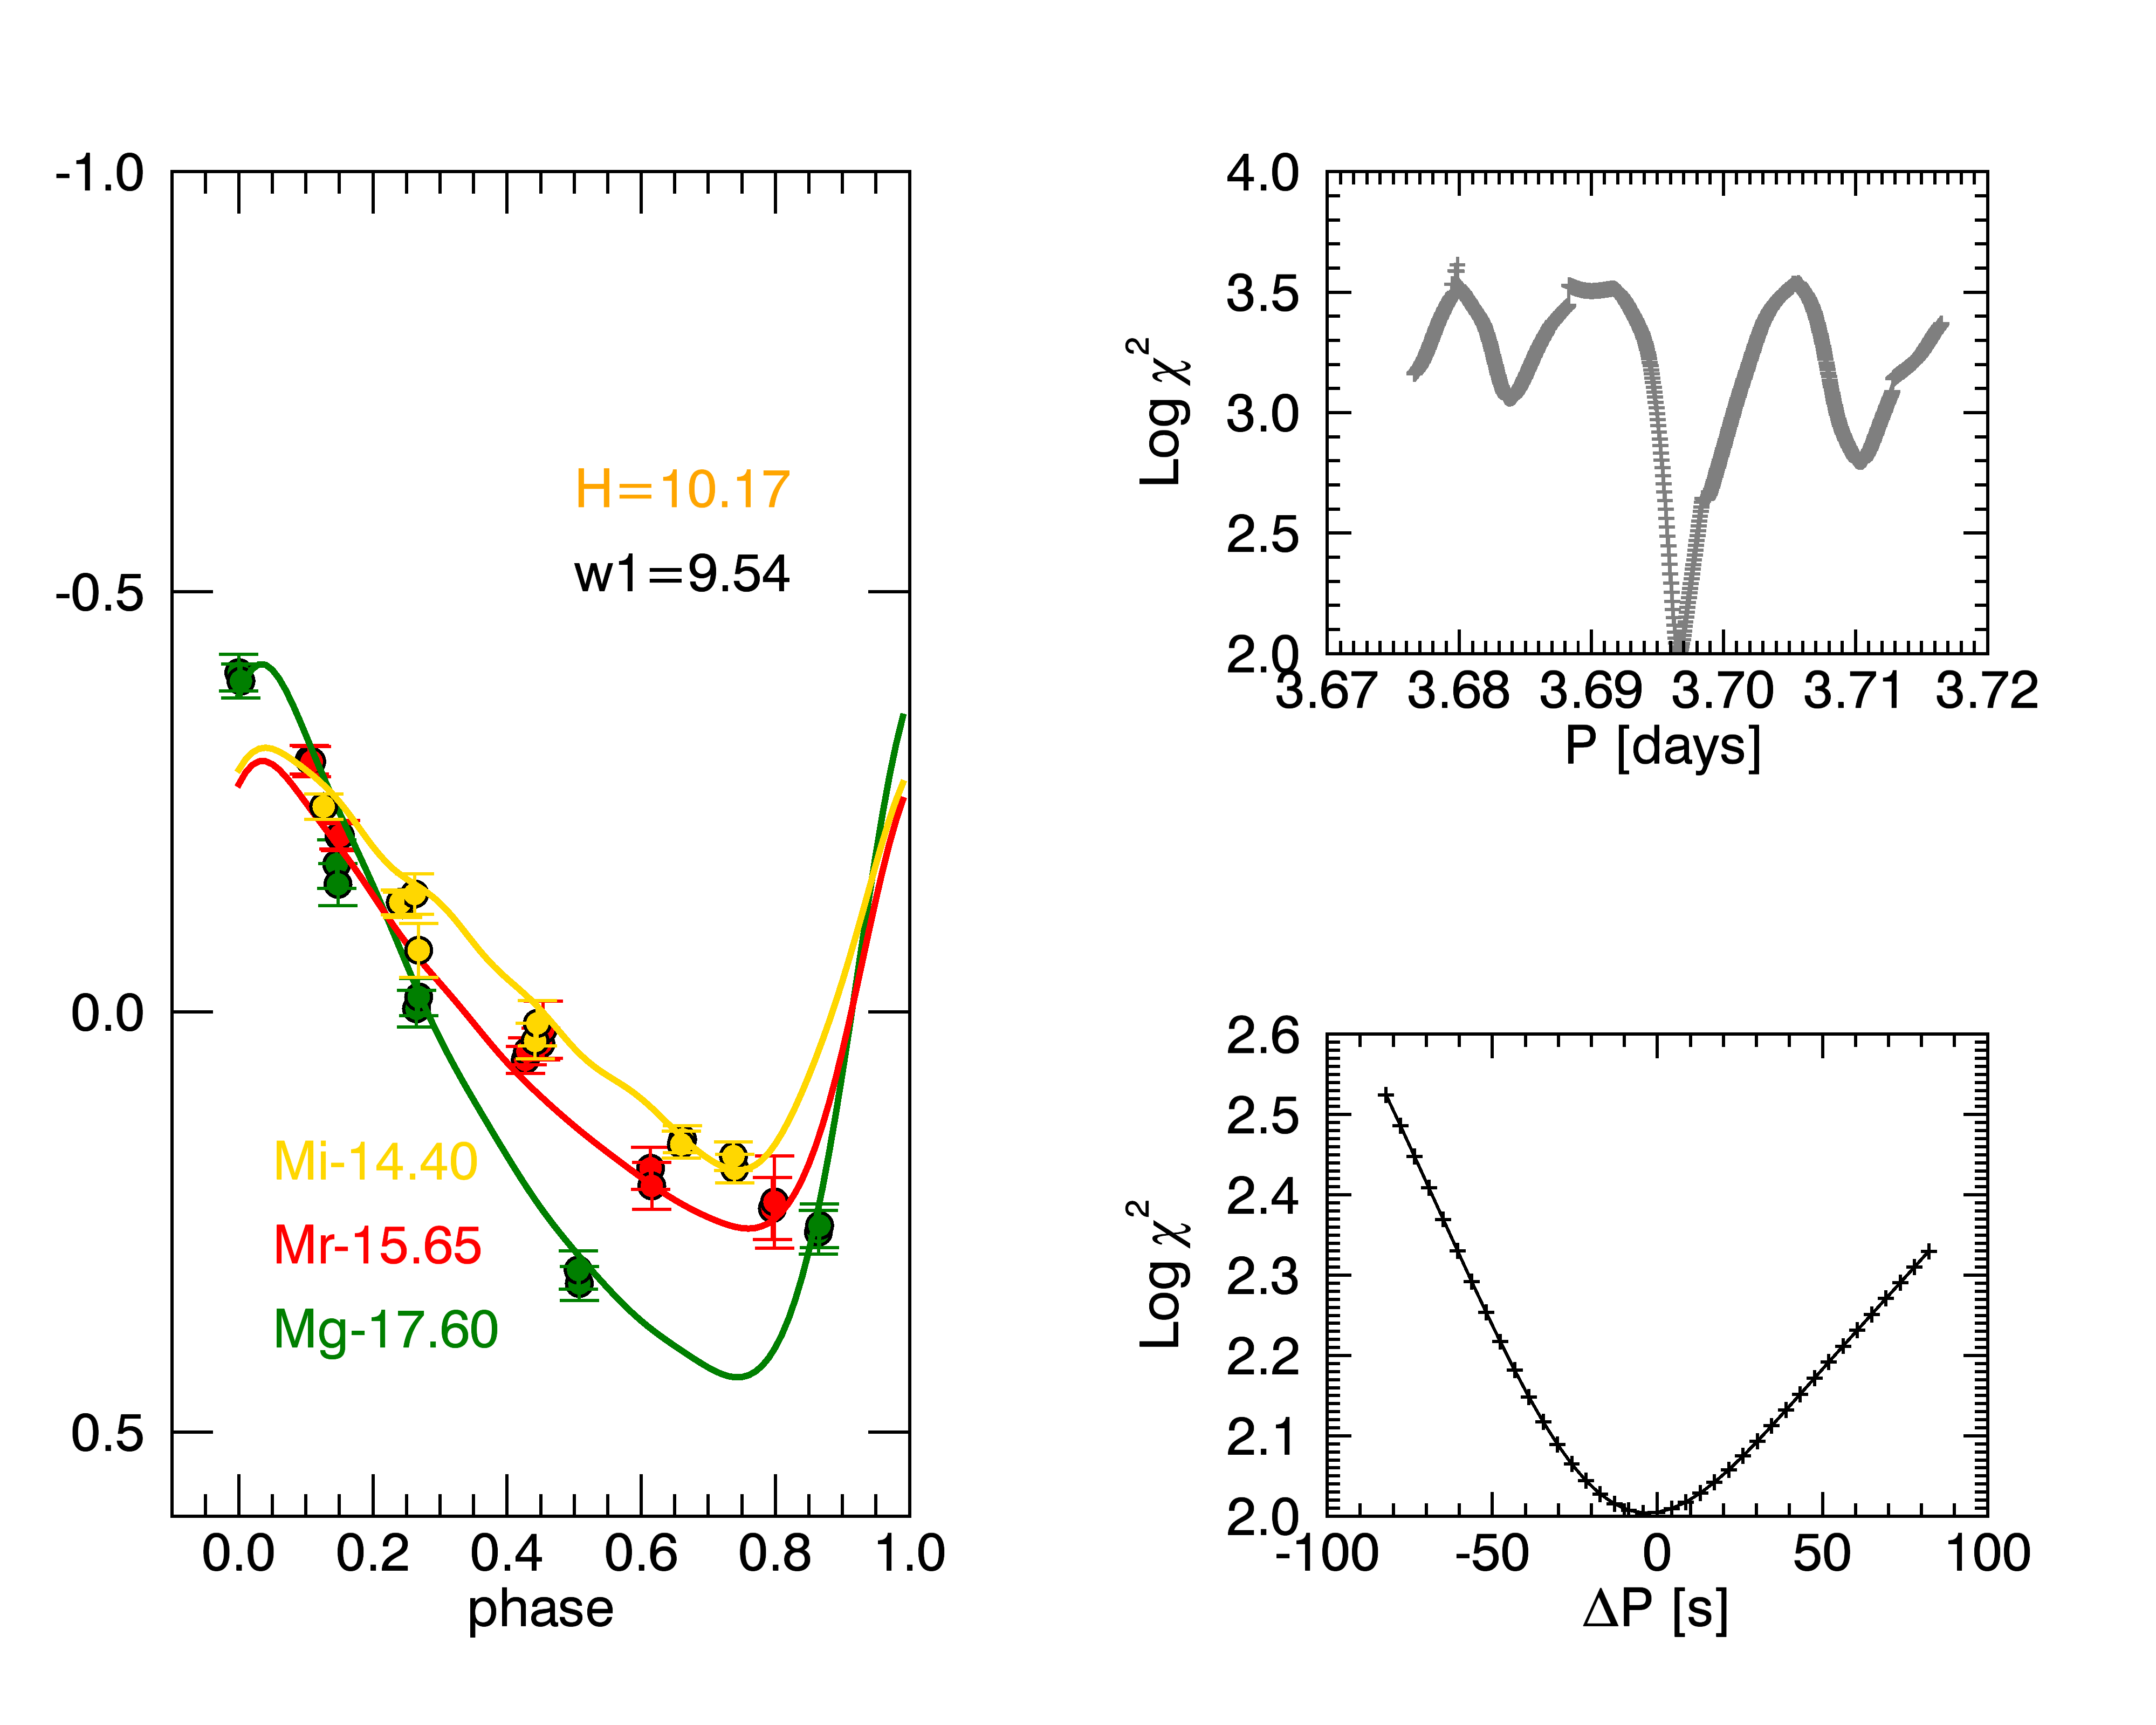 -1.0
-0.5
0.0
0.5
H=10.17
w1=9.54
Mi-14.40
Mr-15.65
Mg-17.60
0.0 0.2 0.4 0.6 0.8 1.0
phase
4.0
3.5
3.0
2.5
2.0
Log χ²
3.67 3.68 3.69 3.70 3.71 3.72
P [days]
2.6
2.5
2.4
2.3
2.2
2.1
2.0
Log χ²
-100 -50 0 50 100
ΔP [s]